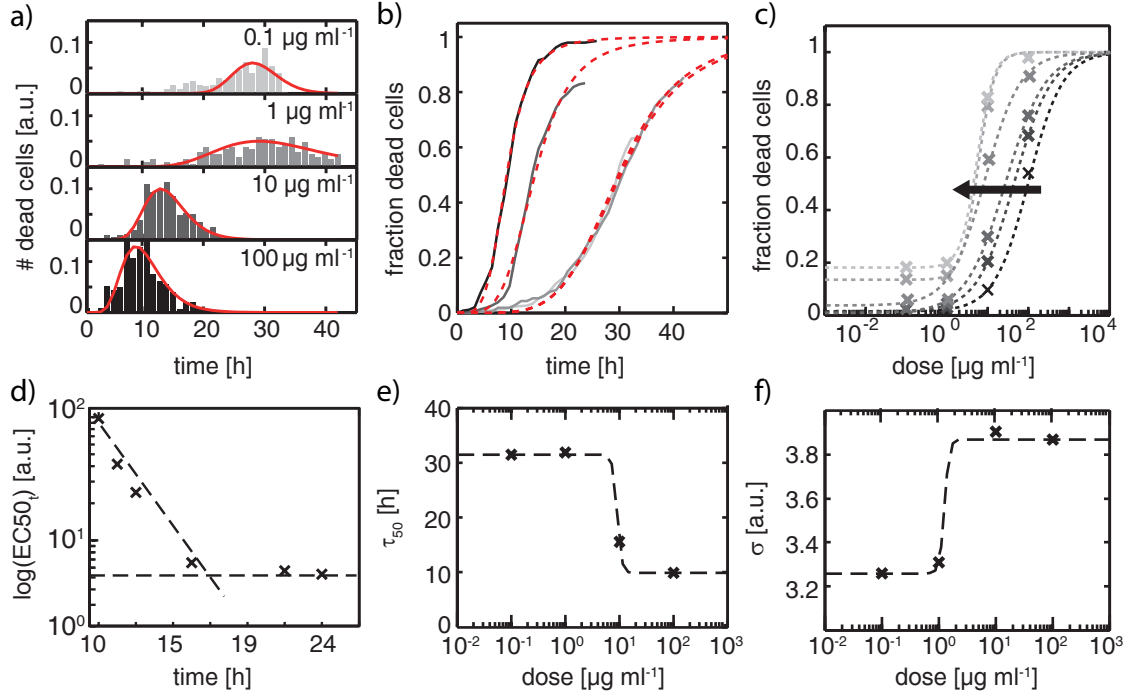 a)
0.1 µg ml⁻¹
1 µg ml⁻¹
10 µg ml⁻¹
100 µg ml⁻¹
# dead cells [a.u.]
0.1
0
0.1
0
0.1
0
0.1
0
0 10 20 30 40
time [h]
b)
fraction dead cells
1
0.8
0.6
0.4
0.2
0
0 10 20 30 40 50
time [h]
c)
fraction dead cells
1
0.8
0.6
0.4
0.2
0
10⁻² 10⁰ 10² 10⁴
dose [µg ml⁻¹]
d)
log(EC50ₜ) [a.u.]
10²
10¹
10⁰
10 15 17 19 24
time [h]
e)
τ₅₀ [h]
40
30
20
10
0
10⁻² 10⁻¹ 10⁰ 10¹ 10² 10³
dose [µg ml⁻¹]
f)
σ [a.u.]
3.8
3.6
3.4
3.2
10⁻² 10⁻¹ 10⁰ 10¹ 10² 10³
dose [µg ml⁻¹]